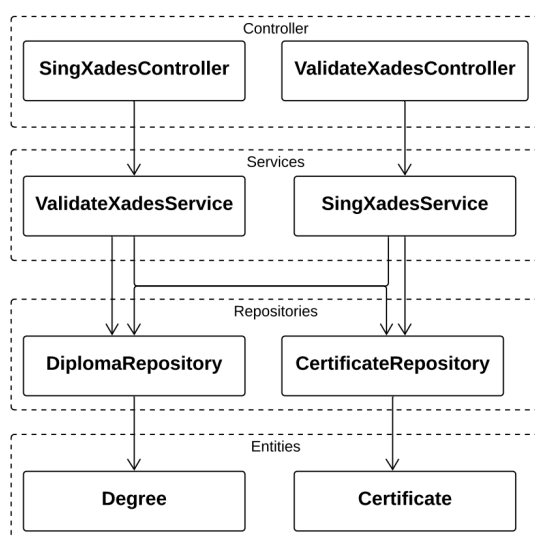 Controller
SingXadesController
ValidateXadesController
Services
ValidateXadesService
SingXadesService
Repositories
DiplomaRepository
CertificateRepository
Entities
Degree
Certificate